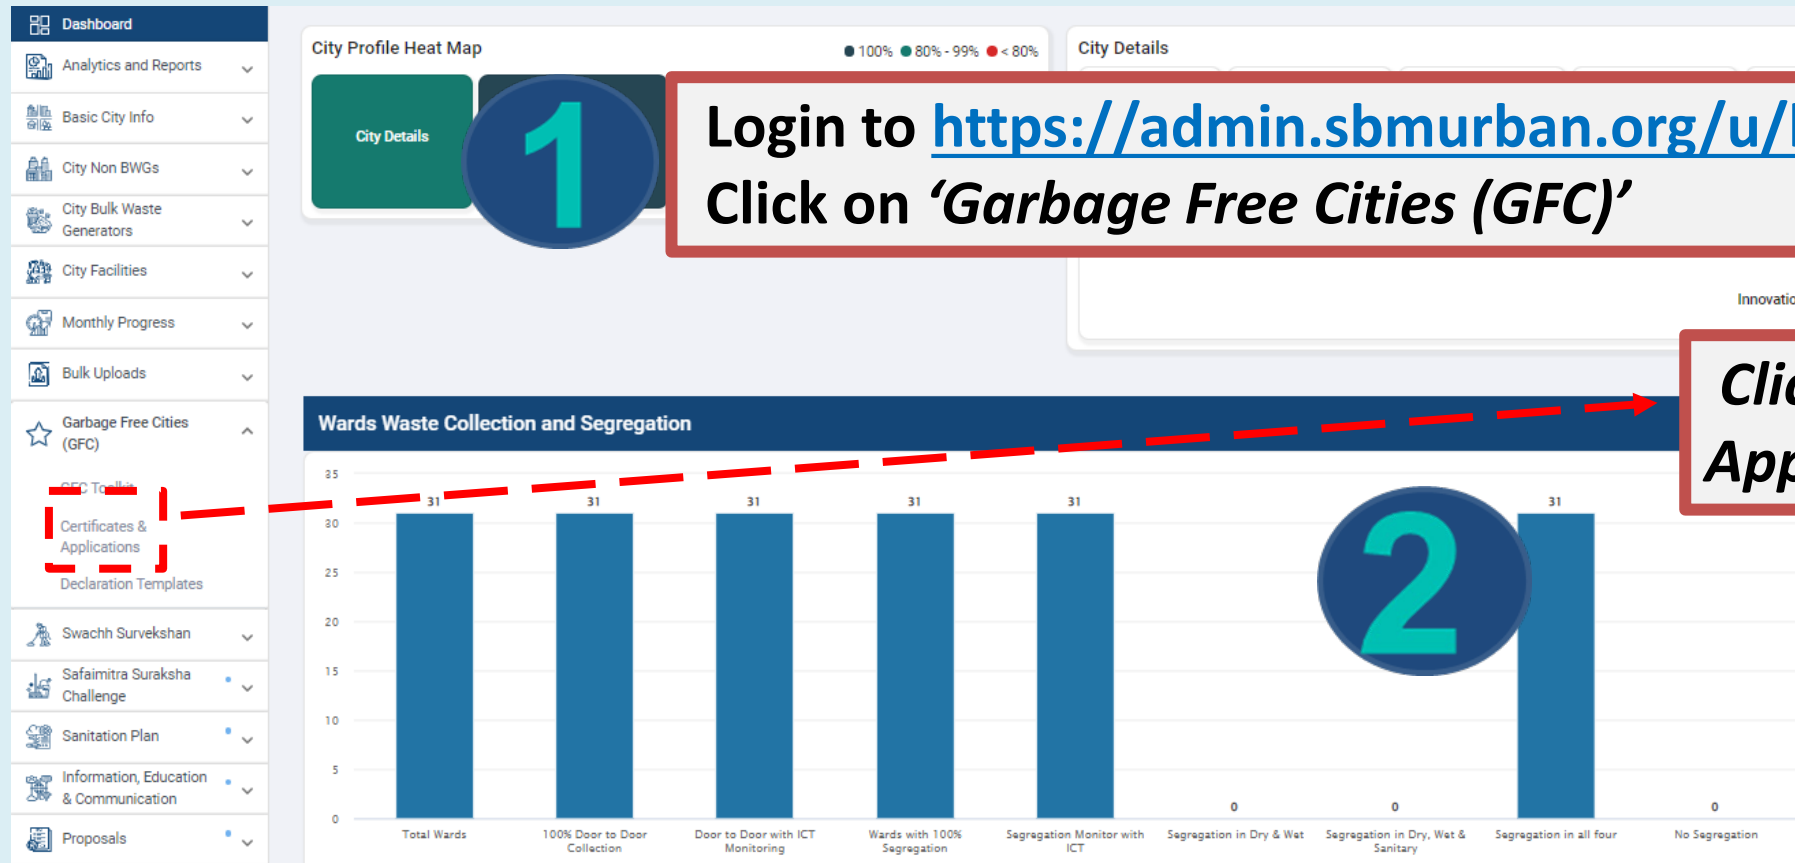 Dashboard
Analytics and Reports
Basic City Info
City Non BWGs
City Bulk Waste
Generators
City Facilities
Monthly Progress
Bulk Uploads
Garbage Free Cities
(GFC)
GFC Toolkit
Certificates &
Applications
Declaration Templates
Swachh Survekshan
Safaimitra Suraksha
Challenge
Sanitation Plan
Information, Education
& Communication
Proposals
City Profile Heat Map
100% 80% - 99% < 80%
City Details
City Details
1
Login to https://admin.sbmurban.org/u/
Click on ‘Garbage Free Cities (GFC)’
Wards Waste Collection and Segregation
2
35
30
25
20
15
10
5
0
31 31 31 31 31 0 0 31 0
Total Wards
100% Door to Door
Collection
Door to Door with ICT
Monitoring
Wards with 100%
Segregation
Segregation Monitor with
ICT
Segregation in Dry & Wet
Segregation in Dry, Wet &
Sanitary
Segregation in all four
No Segregation